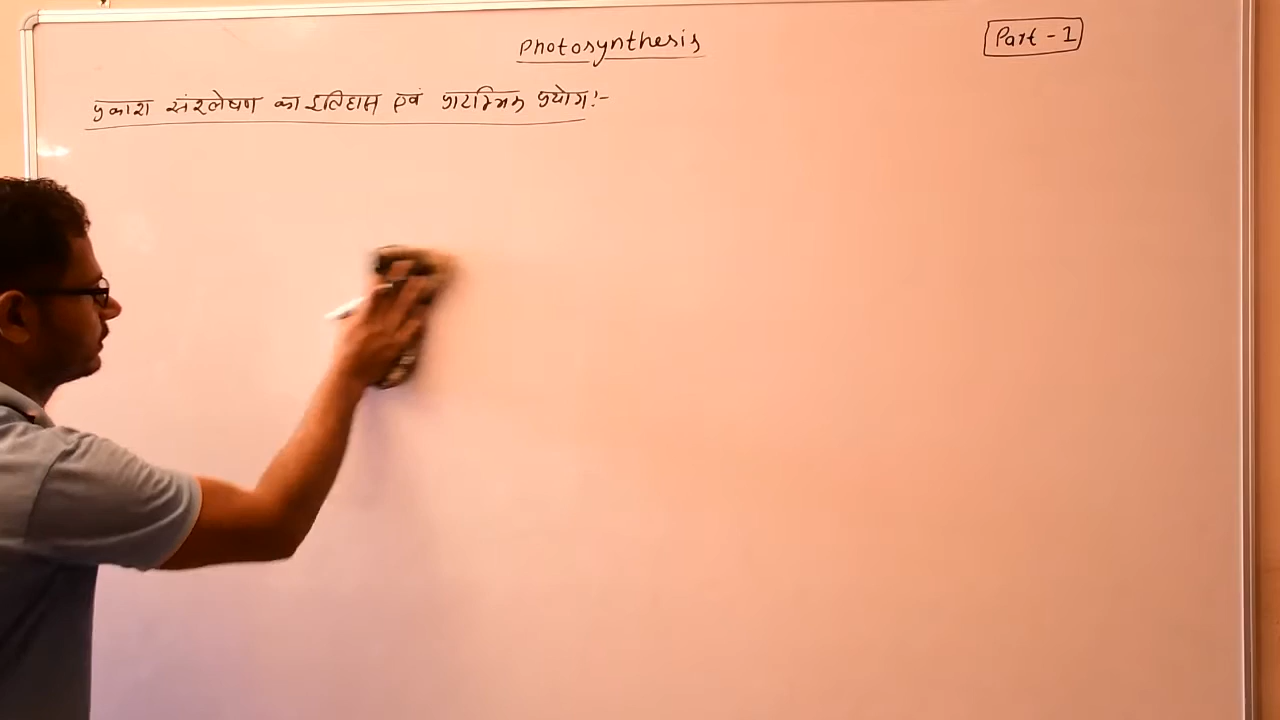 Photosynthesis
Part - 1
प्रकाश संश्लेषण का इतिहास एवं प्रारम्भिक प्रयोग:-